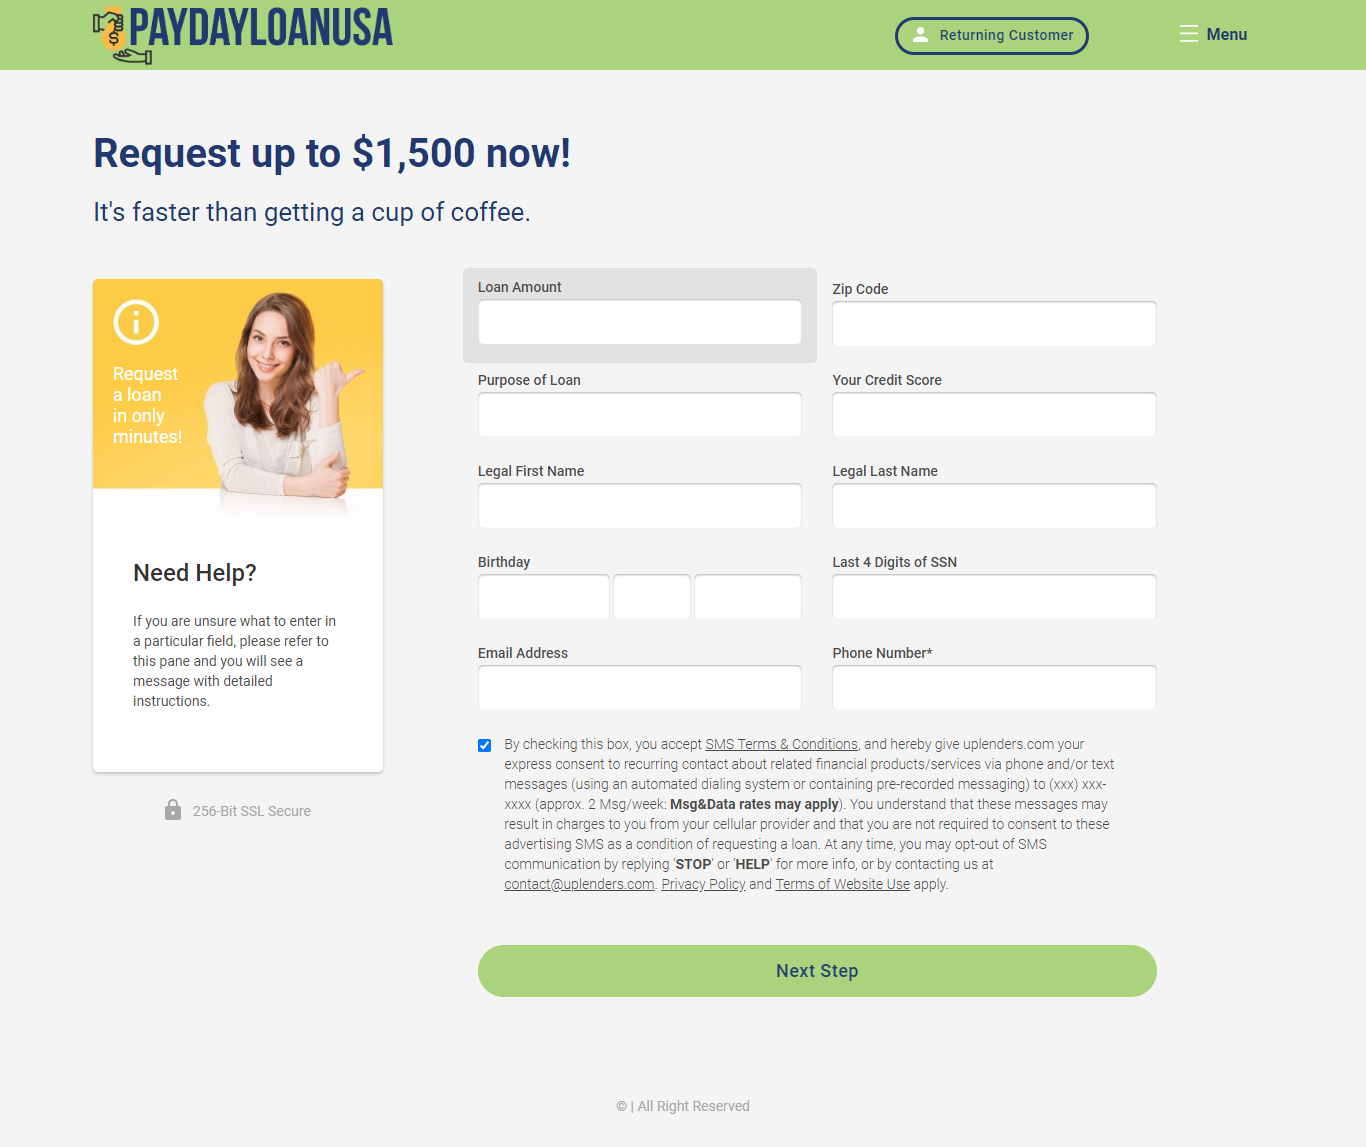 PAYDAYLOANUSA
Returning Customer
Menu
Request up to $1,500 now!
It's faster than getting a cup of coffee.
Request
a loan
in only
minutes!
Need Help?
If you are unsure what to enter in
a particular field, please refer to
this pane and you will see a
message with detailed
instructions.
256-Bit SSL Secure
Loan Amount
Zip Code
Purpose of Loan
Your Credit Score
Legal First Name
Legal Last Name
Birthday
Last 4 Digits of SSN
Email Address
Phone Number*
By checking this box, you accept SMS Terms & Conditions, and hereby give uplenders.com your
express consent to recurring contact about related financial products/services via phone and/or text
messages (using an automated dialing system or containing pre-recorded messaging) to (xxx) xxx-
xxxx (approx. 2 Msg/week: Msg&Data rates may apply). You understand that these messages may
result in charges to you from your cellular provider and that you are not required to consent to these
advertising SMS as a condition of requesting a loan. At any time, you may opt-out of SMS
communication by replying 'STOP' or 'HELP' for more info, or by contacting us at
contact@uplenders.com. Privacy Policy and Terms of Website Use apply.
Next Step
© | All Right Reserved